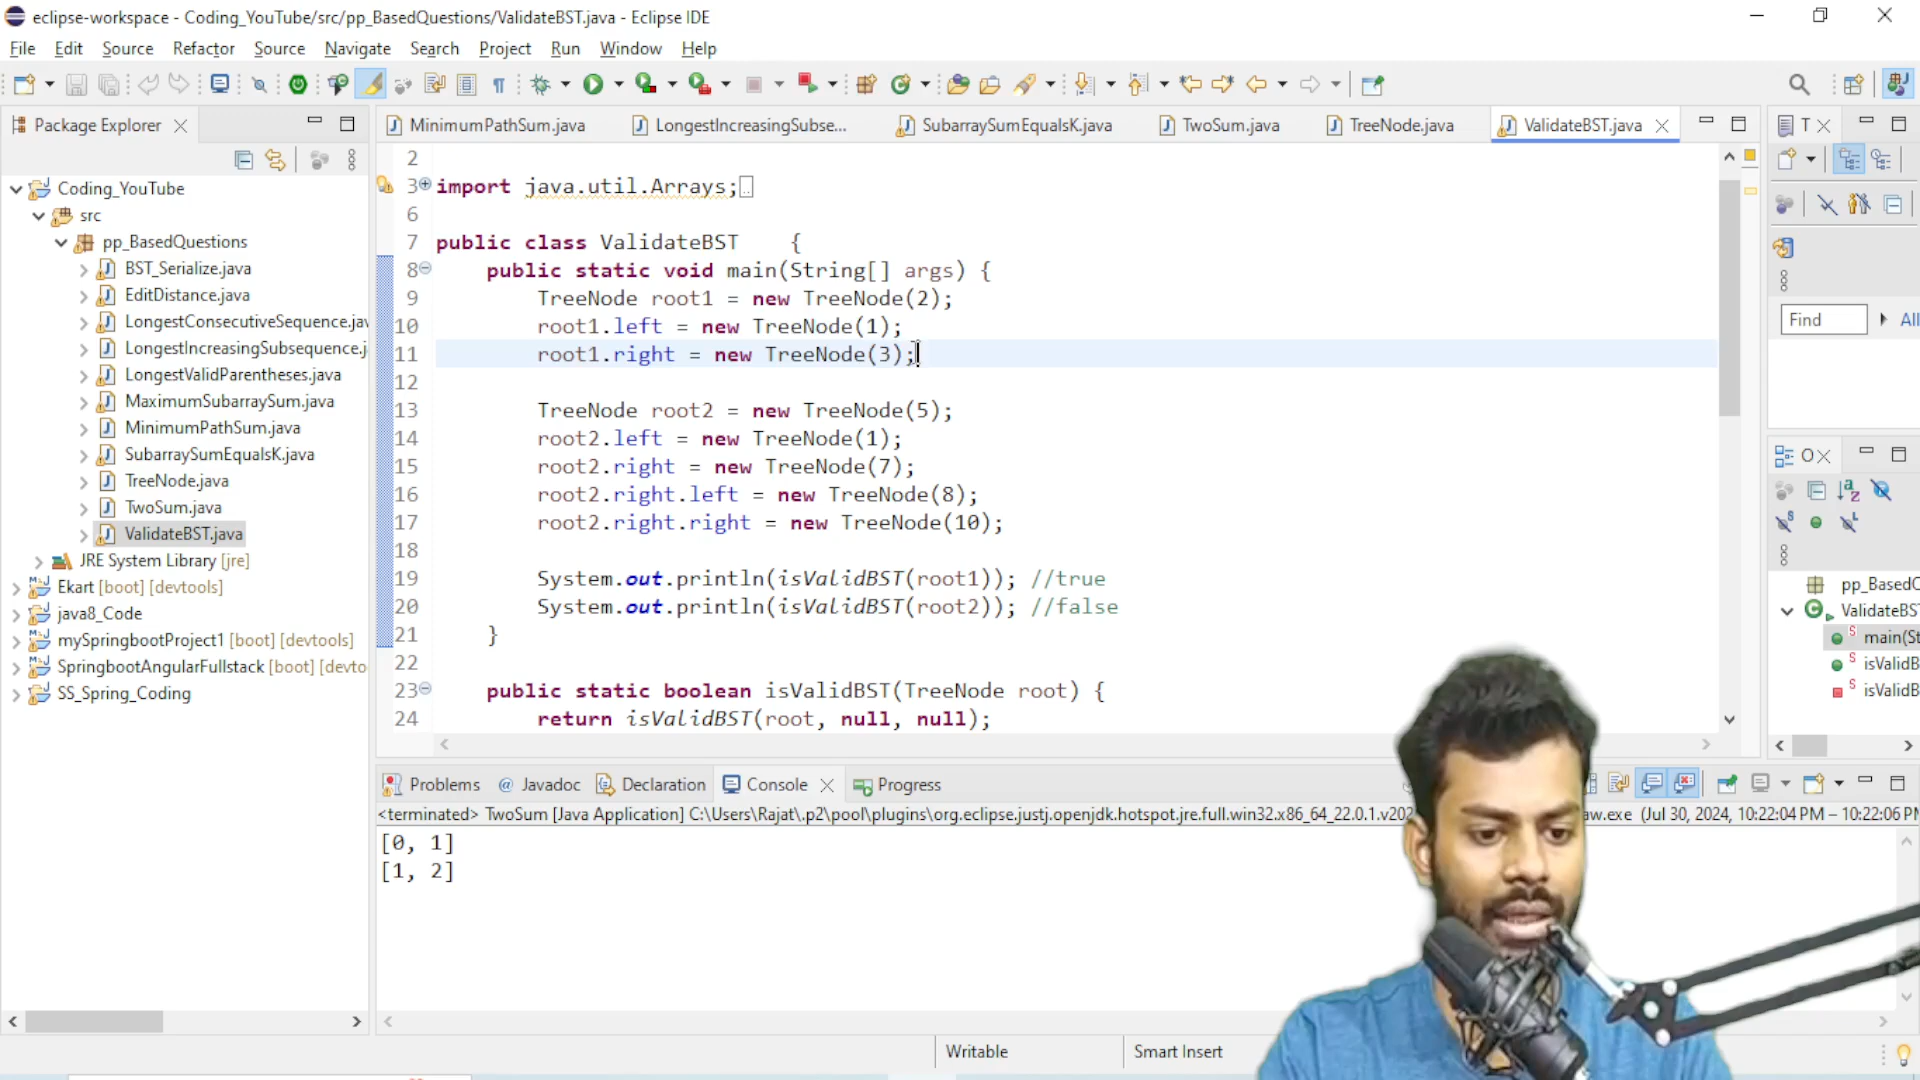 eclipse-workspace - Coding_YouTube/src/pp_BasedQuestions/ValidateBST.java - Eclipse IDE
File Edit Source Refactor Source Navigate Search Project Run Window Help
Package Explorer
MinimumPathSum.java LongestIncreasingSubse... SubarraySumEqualsK.java TwoSum.java TreeNode.java ValidateBST.java
T
Coding_YouTube
src
pp_BasedQuestions
BST_Serialize.java
EditDistance.java
LongestConsecutiveSequence.jav
LongestIncreasingSubsequence.j
LongestValidParentheses.java
MaximumSubarraySum.java
MinimumPathSum.java
SubarraySumEqualsK.java
TreeNode.java
TwoSum.java
ValidateBST.java
JRE System Library [jre]
Ekart [boot] [devtools]
java8_Code
mySpringbootProject1 [boot] [devtools]
SpringbootAngularFullstack [boot] [devto
SS_Spring_Coding
2
3 import java.util.Arrays;
6
7 public class ValidateBST {
8 public static void main(String[] args) {
9 TreeNode root1 = new TreeNode(2);
10 root1.left = new TreeNode(1);
11 root1.right = new TreeNode(3);
12
13 TreeNode root2 = new TreeNode(5);
14 root2.left = new TreeNode(1);
15 root2.right = new TreeNode(7);
16 root2.right.left = new TreeNode(8);
17 root2.right.right = new TreeNode(10);
18
19 System.out.println(isValidBST(root1)); //true
20 System.out.println(isValidBST(root2)); //false
21 }
22
23 public static boolean isValidBST(TreeNode root) {
24 return isValidBST(root, null, null);
Find All
O
pp_BasedQ
ValidateBS
main(St
isValidB
isValidB
Problems Javadoc Declaration Console Progress
<terminated> TwoSum [Java Application] C:\Users\Rajat\.p2\pool\plugins\org.eclipse.justj.openjdk.hotspot.jre.full.win32.x86_64_22.0.1.v202 aw.exe (Jul 30, 2024, 10:22:04 PM – 10:22:06 PM
[0, 1]
[1, 2]
Writable Smart Insert